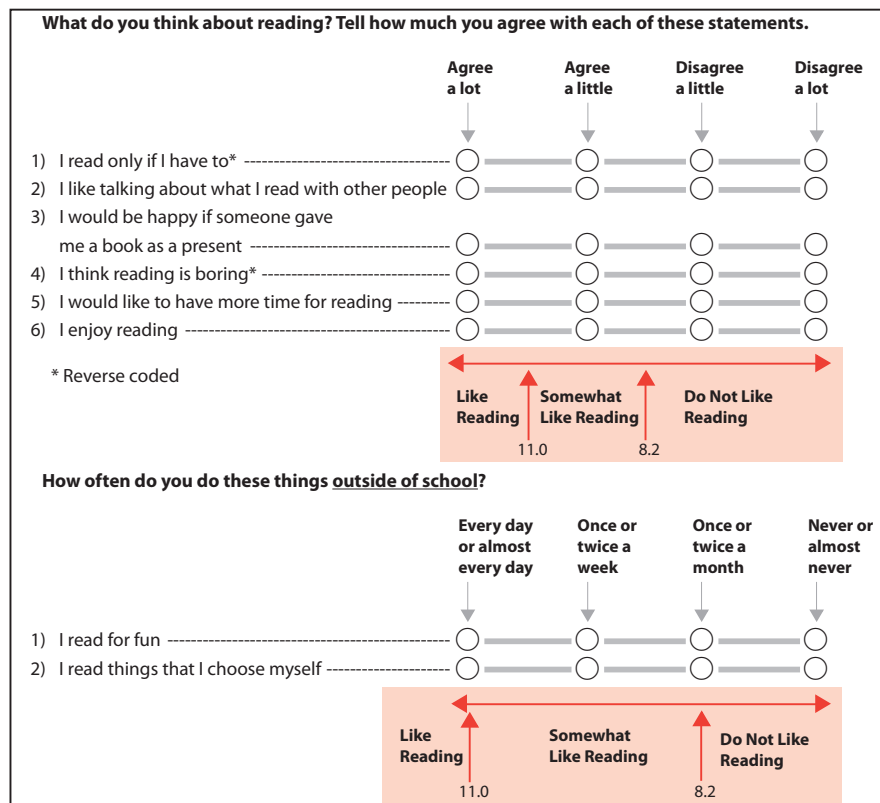 What do you think about reading? Tell how much you agree with each of these statements.
Agree a lot
Agree a little
Disagree a little
Disagree a lot
1) I read only if I have to* -----------------------------------
2) I like talking about what I read with other people
3) I would be happy if someone gave
me a book as a present ----------------------------------
4) I think reading is boring* --------------------------------
5) I would like to have more time for reading ---------
6) I enjoy reading ---------------------------------------------
* Reverse coded
Like Reading
Somewhat Like Reading
Do Not Like Reading
11.0
8.2
How often do you do these things outside of school?
Every day or almost every day
Once or twice a week
Once or twice a month
Never or almost never
1) I read for fun ------------------------------------------------
2) I read things that I choose myself ---------------------
Like Reading
Somewhat Like Reading
Do Not Like Reading
11.0
8.2